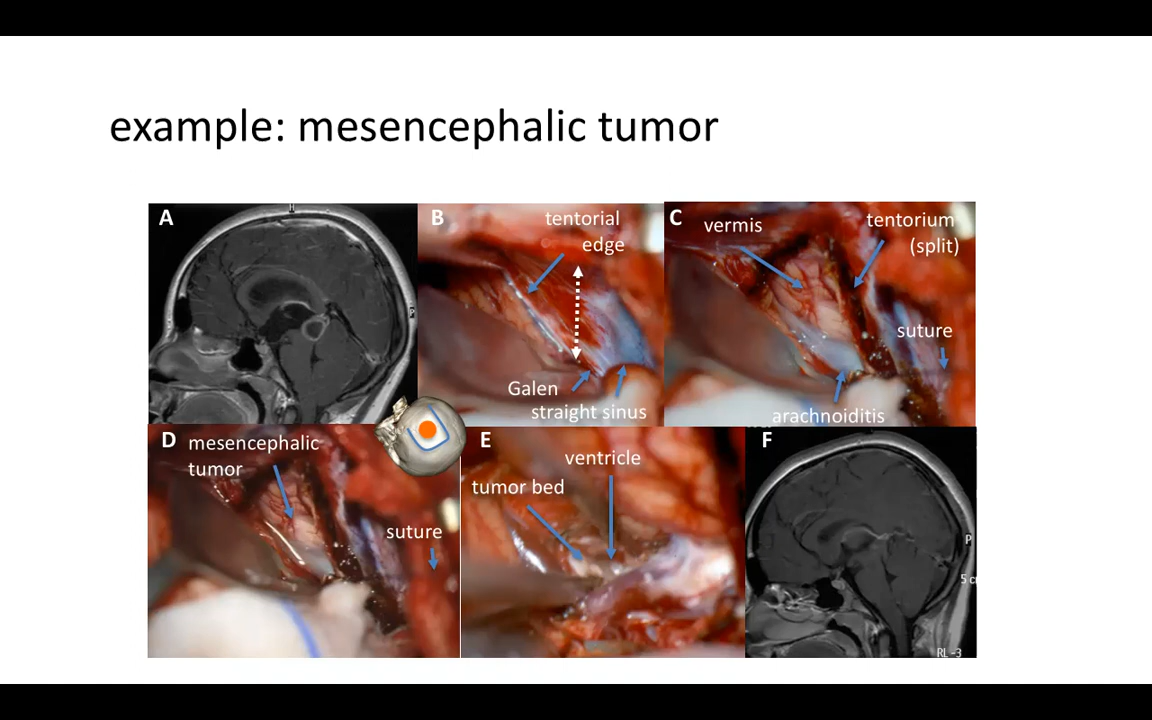 example: mesencephalic tumor
A
B
tentorial
edge
Galen
straight sinus
C
vermis
tentorium
(split)
suture
arachnoiditis
D
mesencephalic
tumor
suture
E
ventricle
tumor bed
F
P
5 c
RL -3